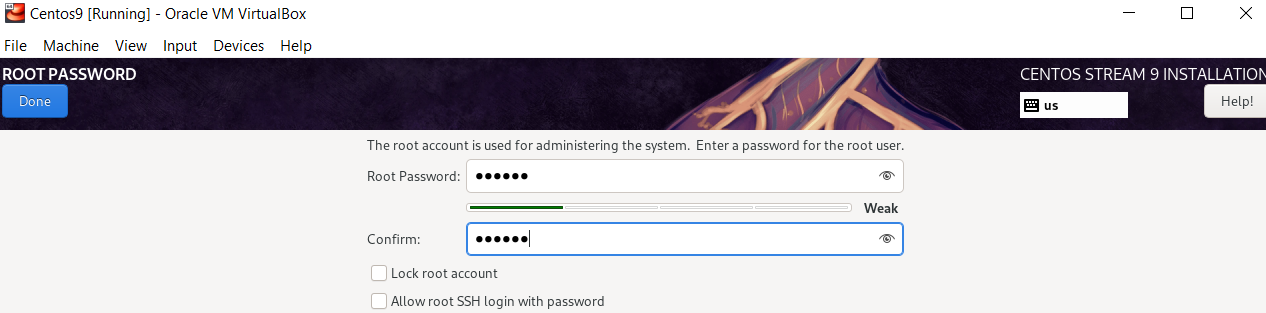 Centos9 [Running] - Oracle VM VirtualBox
File Machine View Input Devices Help
ROOT PASSWORD
CENTOS STREAM 9 INSTALLATION
Done
us
Help!
The root account is used for administering the system. Enter a password for the root user.
Root Password: ●●●●●●
Weak
Confirm: ●●●●●●
Lock root account
Allow root SSH login with password